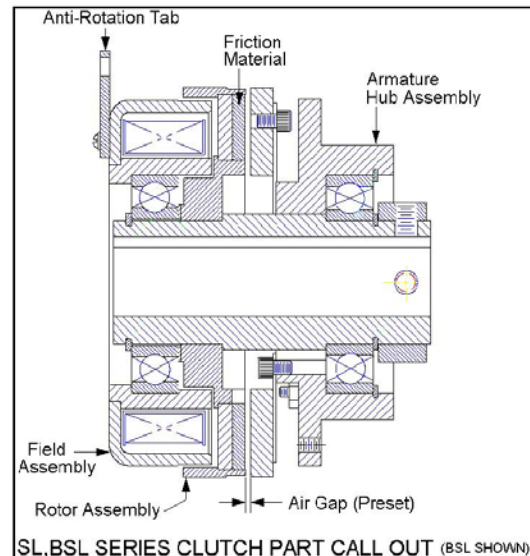 Anti-Rotation Tab
Friction
Material
Armature
Hub Assembly
Field
Assembly
Rotor Assembly
Air Gap (Preset)
SL,BSL SERIES CLUTCH PART CALL OUT (BSL SHOWN)